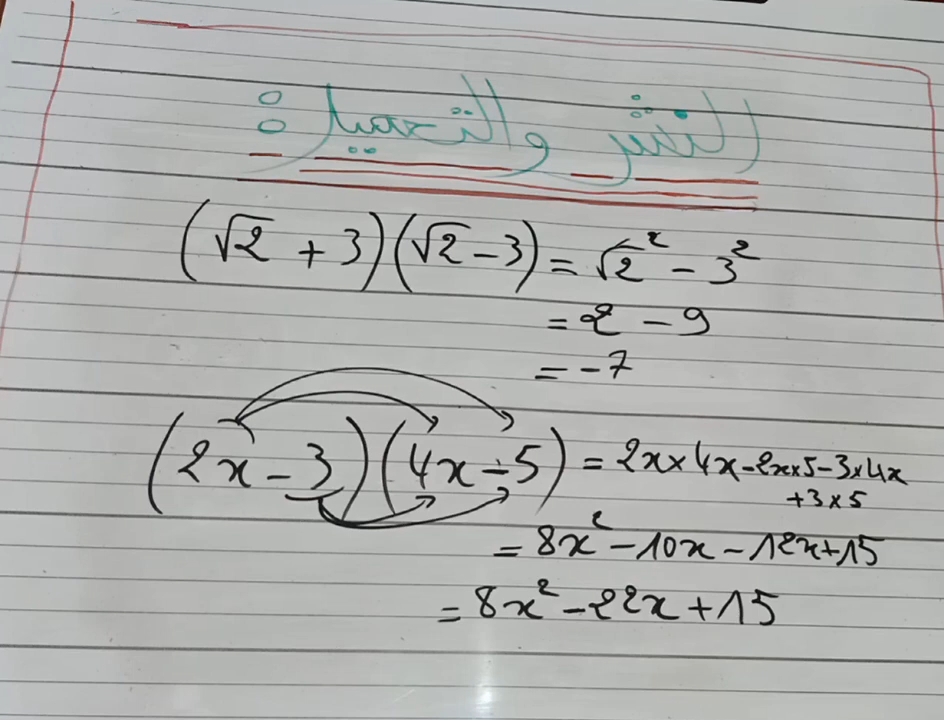 النشر والتعميل:
(√2 + 3)(√2 - 3) = √2² - 3²
= 2 - 9
= -7
(2x - 3)(4x - 5) = 2x×4x - 2x×5 - 3×4x
+3×5
= 8x² - 10x - 12x + 15
= 8x² - 22x + 15